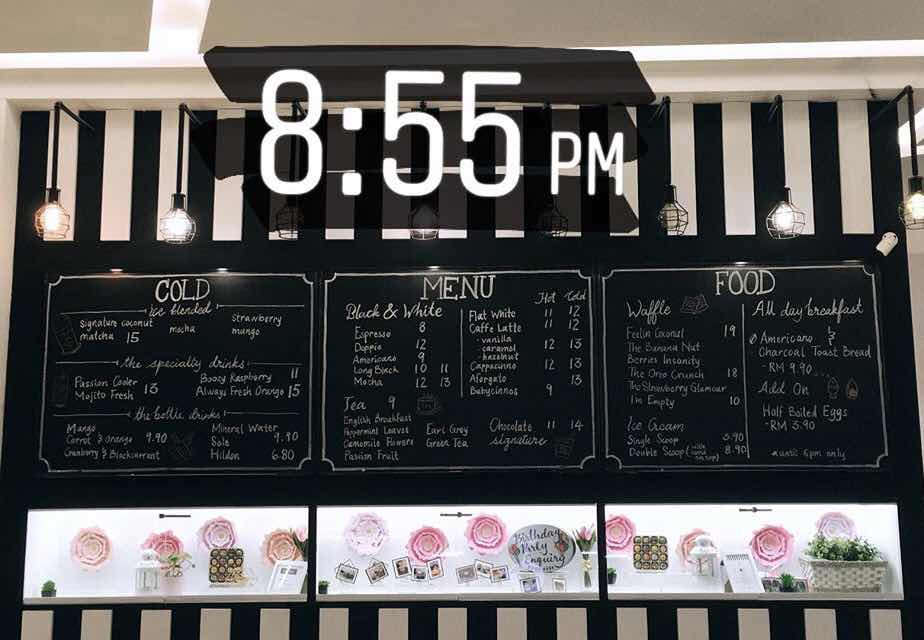 8:55 PM
COLD
ice blended
Signature coconut mocha Strawberry
matcha 15 mango
the specialty drinks
Passion Cooler 13 Boozy Raspberry 11
Mojito Fresh Always Fresh Orange 15
the bottle drinks
Mango Mineral Water
Carrot & Orange 9.90 Sole 9.90
Cranberry & Blackcurrant Hildon 6.80
MENU
Black & White
Espresso 8
Doppio 12
Americano 9
Long Black 10 11
Mocha 12 13
Tea 9
English Breakfast
Peppermint Leaves Earl Grey
Camomile Flowers Green Tea
Passion Fruit
Hot Cold
Flat White 11 12
Caffe Latte 11 12
- vanilla
- caramel 12 13
- hazelnut
Cappuccino 12 13
Aforgato 13
Babycinno 9
Chocolate 11 14
signature
FOOD
Waffle
Feelin Coconut 19
The Banana Nut
Berries Insanity
The Oreo Crunch 18
The Strawberry Glamour
I'm Empty 10
Ice Cream
Single Scoop 5.90
Double Scoop 8.90
All day breakfast
Americano &
Charcoal Toast Bread
- RM 9.90
Add On
Half Boiled Eggs
- RM 3.90
until 6pm only
Birthday
Party
Enquiry